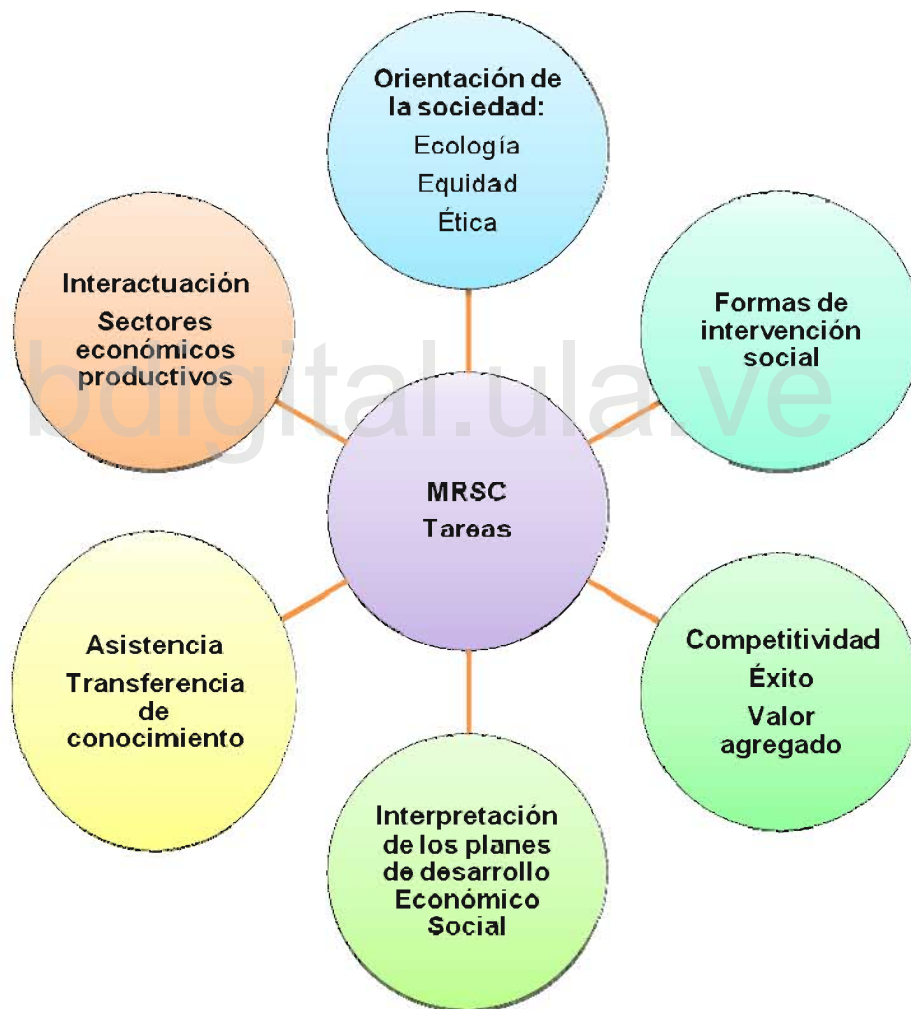 Orientación de
la sociedad:
Ecología
Equidad
Ética
Formas de
intervención
social
Competitividad
Éxito
Valor
agregado
Interpretación
de los planes
de desarrollo
Económico
Social
Asistencia
Transferencia
de
conocimiento
Interactuación
Sectores
económicos
productivos
MRSC
Tareas
bdigital.ula.ve